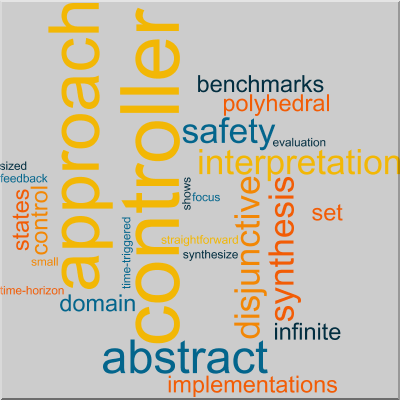 approach
controller
benchmarks
polyhedral
safety
evaluation
interpretation
sized
feedback
states
control
small
time-horizon
domain
time-triggered
shows
focus
straightforward
synthesize
disjunctive
synthesis
set
infinite
abstract
implementations